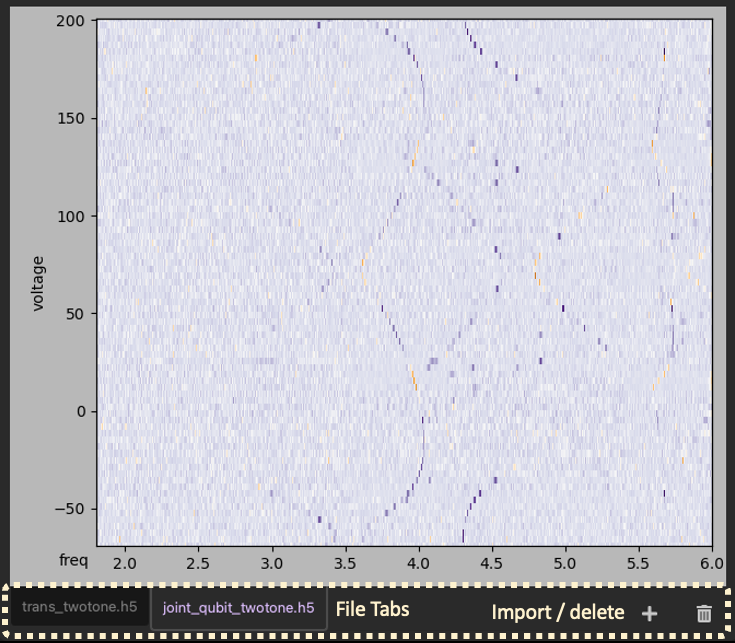 200
150
100
50
0
−50
voltage
freq
2.0 2.5 3.0 3.5 4.0 4.5 5.0 5.5 6.0
trans_twotone.h5 joint_qubit_twotone.h5 File Tabs Import / delete +